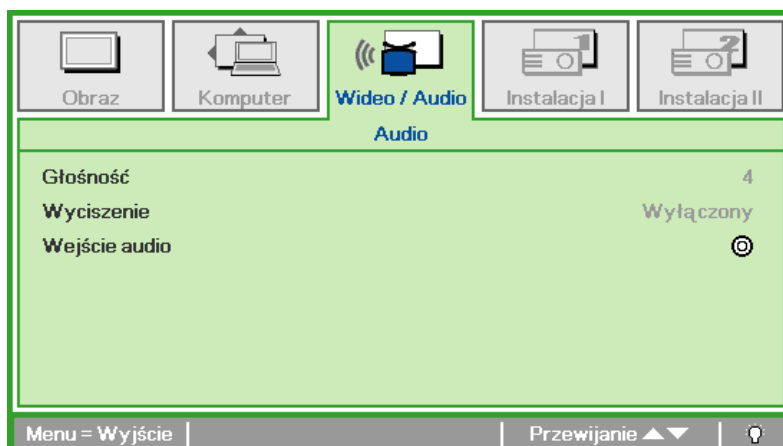 Obraz
Komputer
Wideo / Audio
Instalacja I
Instalacja II
Audio
Głośność 4
Wyciszenie Wyłączony
Wejście audio
Menu = Wyjście
Przewijanie